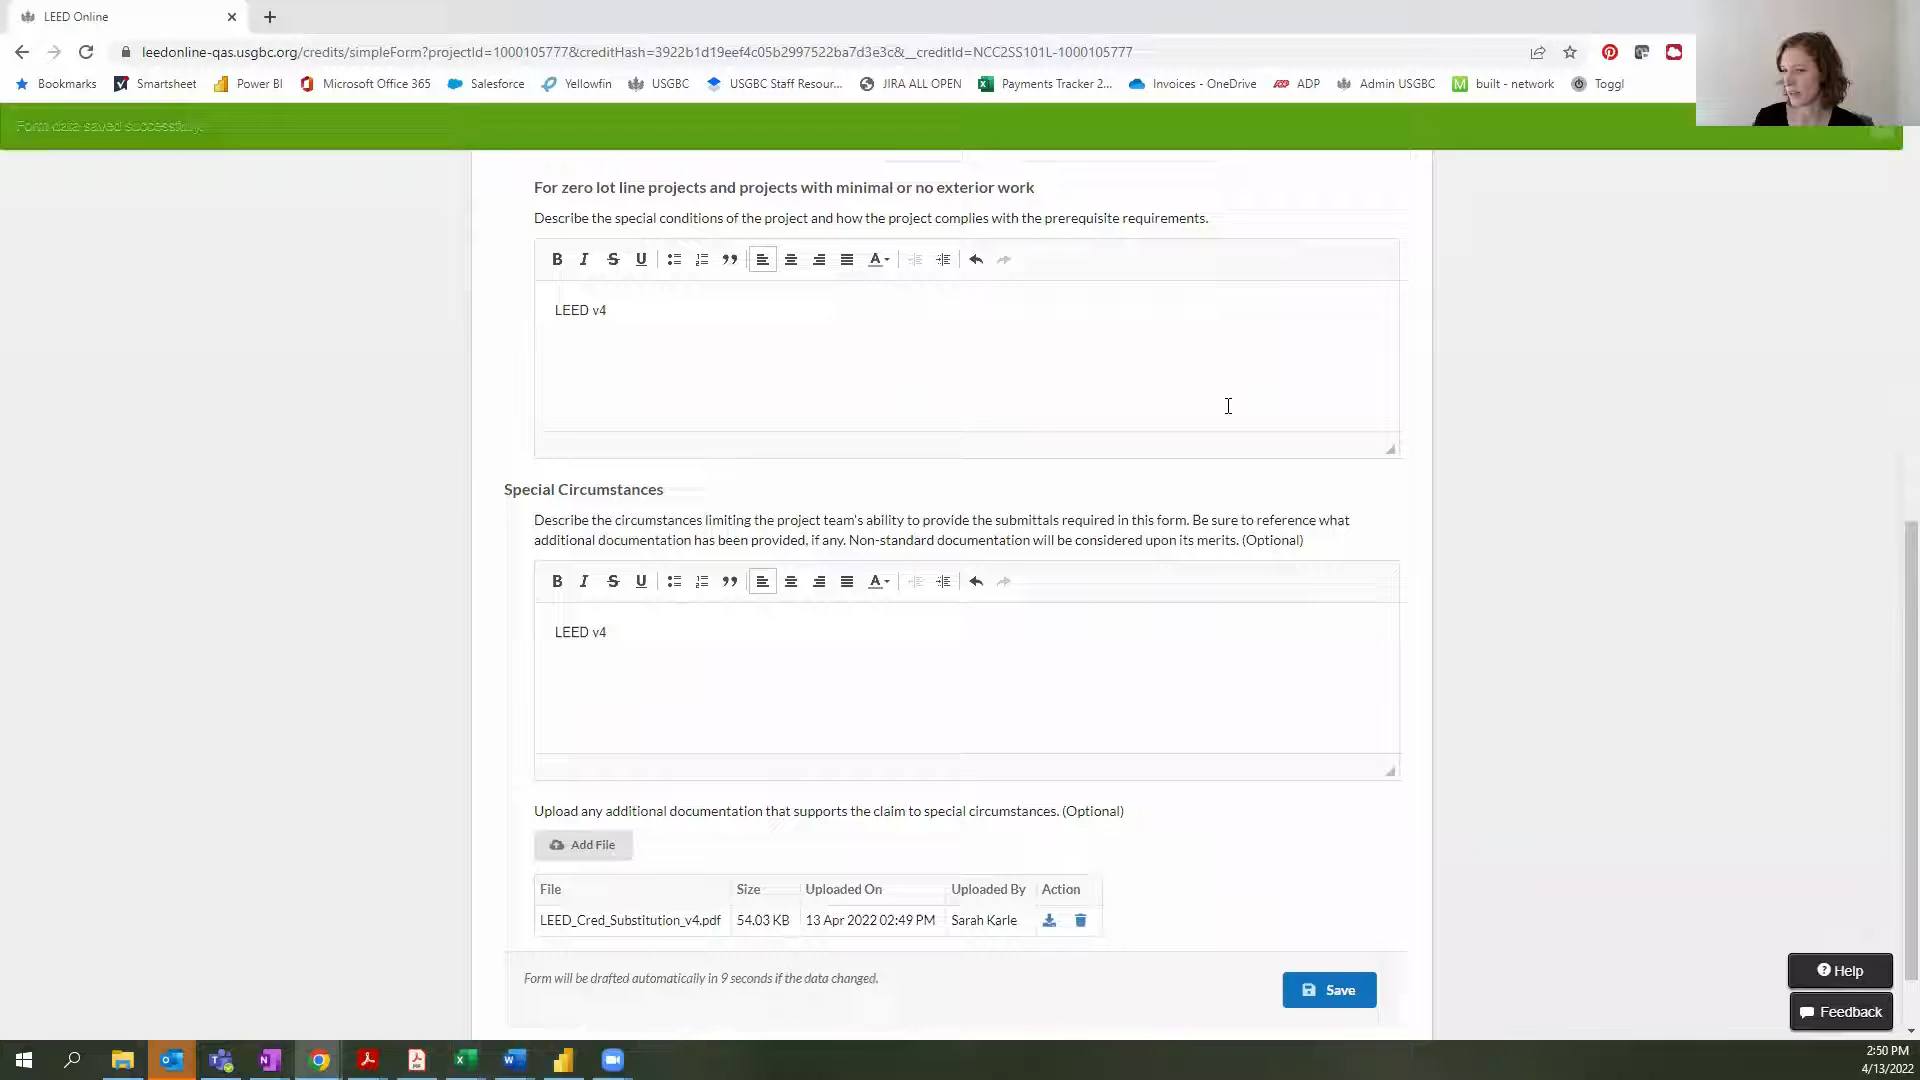 LEED Online
leedonline-qas.usgbc.org/credits/simpleForm?projectId=1000105777&creditHash=3922b1d19eef4c05b2997522ba7d3e3c&__creditId=NCC2SS101L-1000105777
Bookmarks Smartsheet Power BI Microsoft Office 365 Salesforce Yellowfin USGBC USGBC Staff Resour... JIRA ALL OPEN Payments Tracker 2... Invoices - OneDrive ADP Admin USGBC built - network Toggl
Form data saved successfully.
For zero lot line projects and projects with minimal or no exterior work
Describe the special conditions of the project and how the project complies with the prerequisite requirements.
LEED v4
Special Circumstances
Describe the circumstances limiting the project team's ability to provide the submittals required in this form. Be sure to reference what
additional documentation has been provided, if any. Non-standard documentation will be considered upon its merits. (Optional)
LEED v4
Upload any additional documentation that supports the claim to special circumstances. (Optional)
Add File
File Size Uploaded On Uploaded By Action
LEED_Cred_Substitution_v4.pdf 54.03 KB 13 Apr 2022 02:49 PM Sarah Karle
Form will be drafted automatically in 9 seconds if the data changed.
Save
Help
Feedback
2:50 PM
4/13/2022